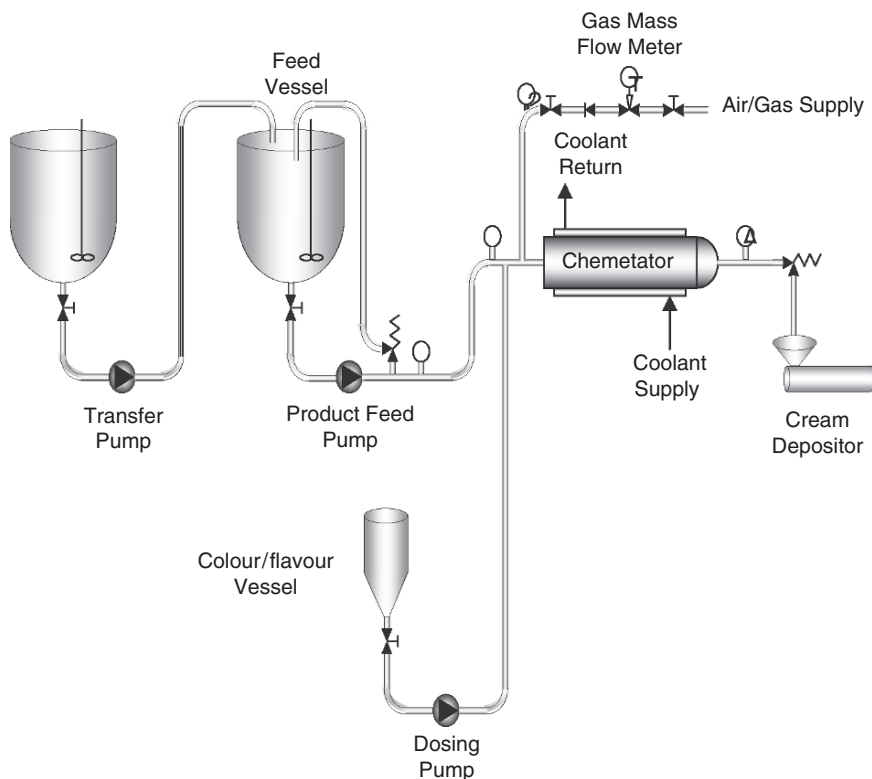 Gas Mass
Flow Meter
Feed
Vessel
Air/Gas Supply
Coolant
Return
Chemetator
Coolant
Supply
Transfer
Pump
Product Feed
Pump
Cream
Depositor
Colour/flavour
Vessel
Dosing
Pump